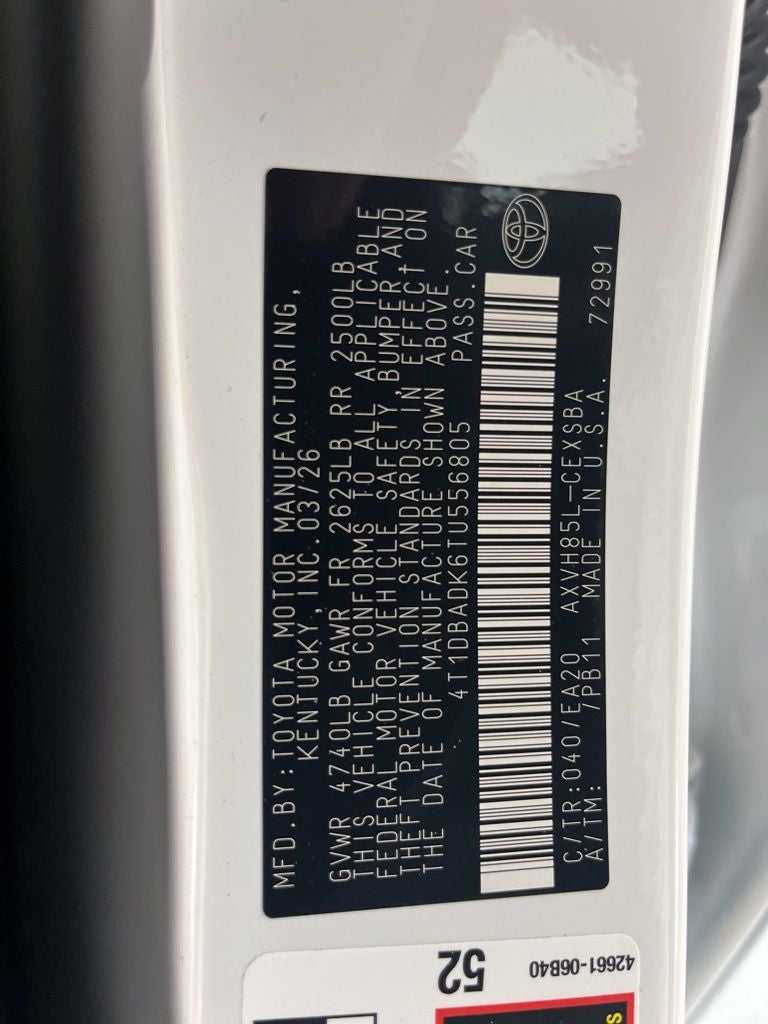 MFD.BY:TOYOTA MOTOR MANUFACTURING,
KENTUCKY,INC.03/26
GVWR 4740LB GAWR FR 2625LB RR 2500LB
THIS VEHICLE CONFORMS TO ALL APPLICABLE
FEDERAL MOTOR VEHICLE SAFETY, BUMPER,AND
THEFT PREVENTION STANDARDS IN EFFECT ON
THE DATE OF MANUFACTURE SHOWN ABOVE.
4T1DBADK6TU556805 PASS.CAR
C/TR:040/EA20 AXVH85L-CEXSBA
A/TM: /PB11 MADE IN U.S.A. 72991
52
42661-06B40